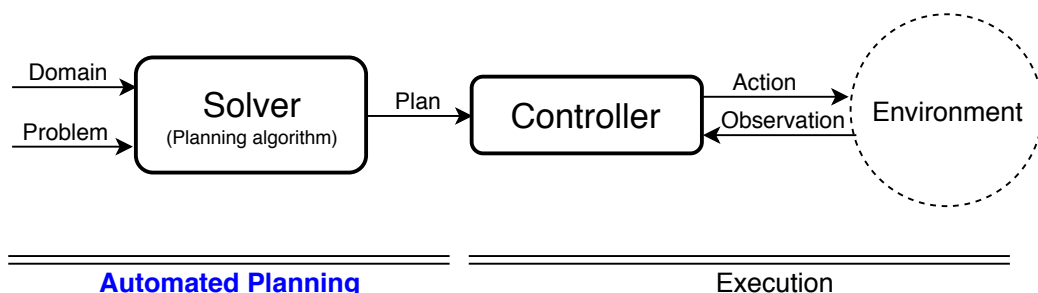 Domain
Problem
Solver
(Planning algorithm)
Plan
Controller
Action
Observation
Environment
Automated Planning
Execution